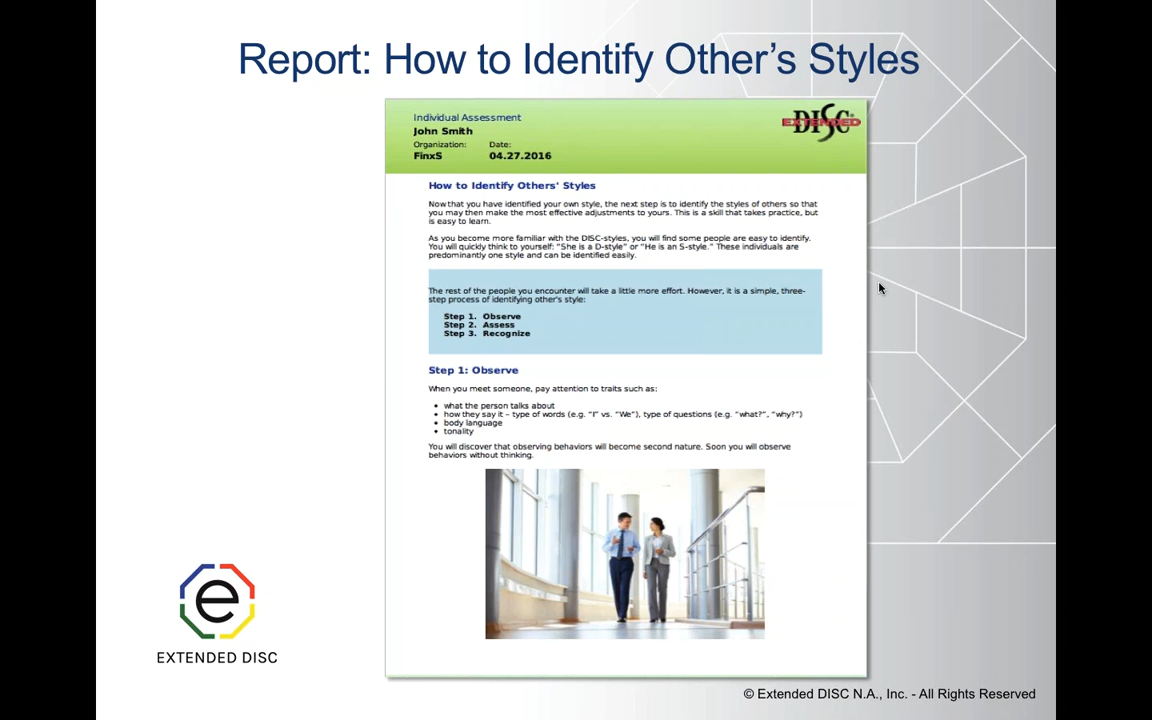 Report: How to Identify Other’s Styles
Individual Assessment
John Smith
Organization: Date:
FinxS 04.27.2016
DISC
EXTENDED
How to Identify Others' Styles
Now that you have identified your own style, the next step is to identify the styles of others so that
you may then make the most effective adjustments to yours. This is a skill that takes practice, but
is easy to learn.
As you become more familiar with the DISC-styles, you will find some people are easy to identify.
You will quickly think to yourself: “She is a D-style” or “He is an S-style.” These individuals are
predominantly one style and can be identified easily.
The rest of the people you encounter will take a little more effort. However, it is a simple, three-
step process of identifying other's style:
Step 1. Observe
Step 2. Assess
Step 3. Recognize
Step 1: Observe
When you meet someone, pay attention to traits such as:
• what the person talks about
• how they say it – type of words (e.g. “I” vs. “We”), type of questions (e.g. “what?”, “why?”)
• body language
• tonality
You will discover that observing behaviors will become second nature. Soon you will observe
behaviors without thinking.
e
EXTENDED DISC
© Extended DISC N.A., Inc. - All Rights Reserved